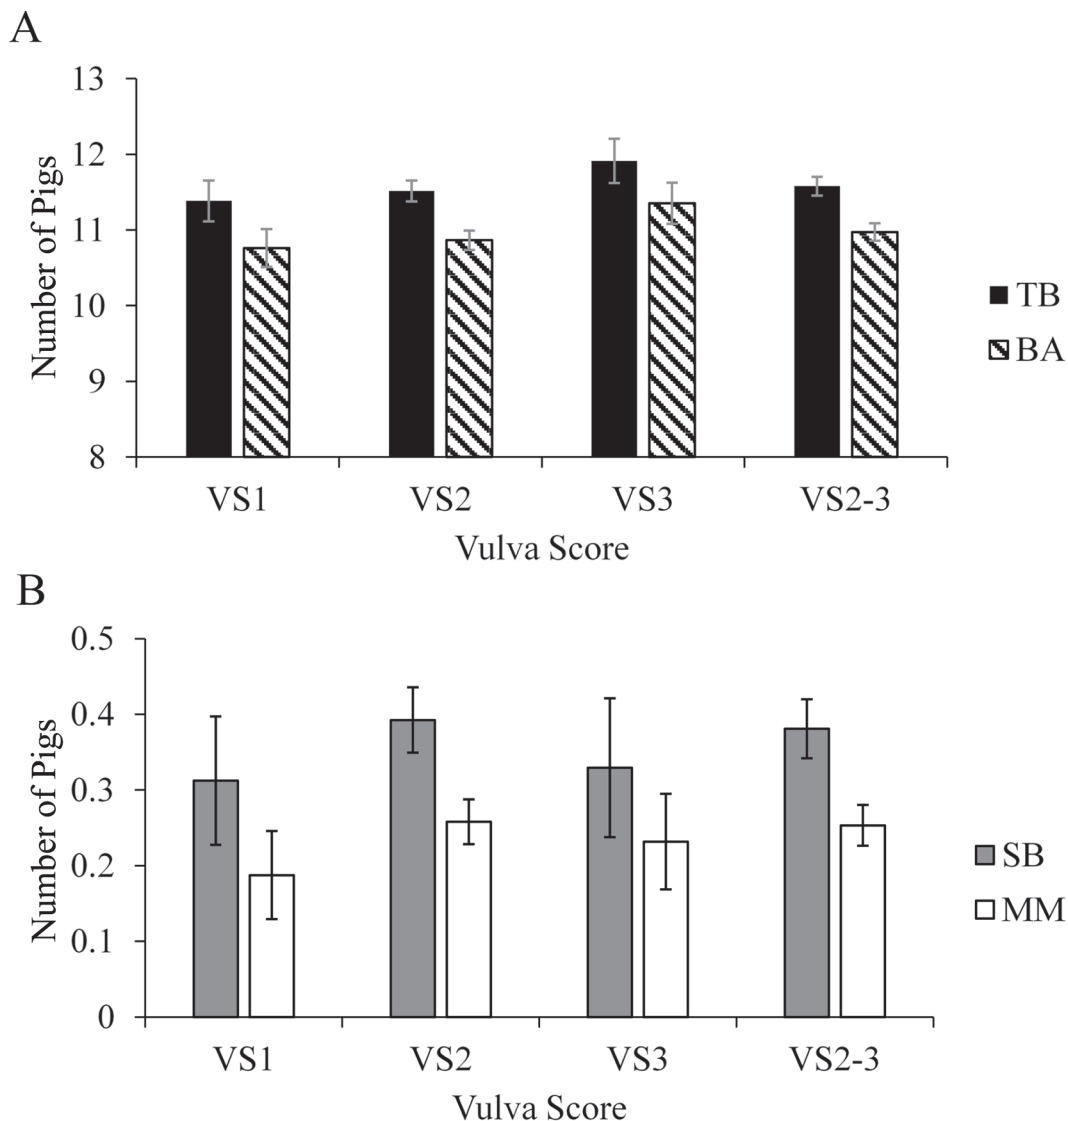 A
13
12
11
10
9
8
Number of Pigs
VS1 VS2 VS3 VS2-3
Vulva Score
TB
BA
B
0.5
0.4
0.3
0.2
0.1
0
Number of Pigs
VS1 VS2 VS3 VS2-3
Vulva Score
SB
MM